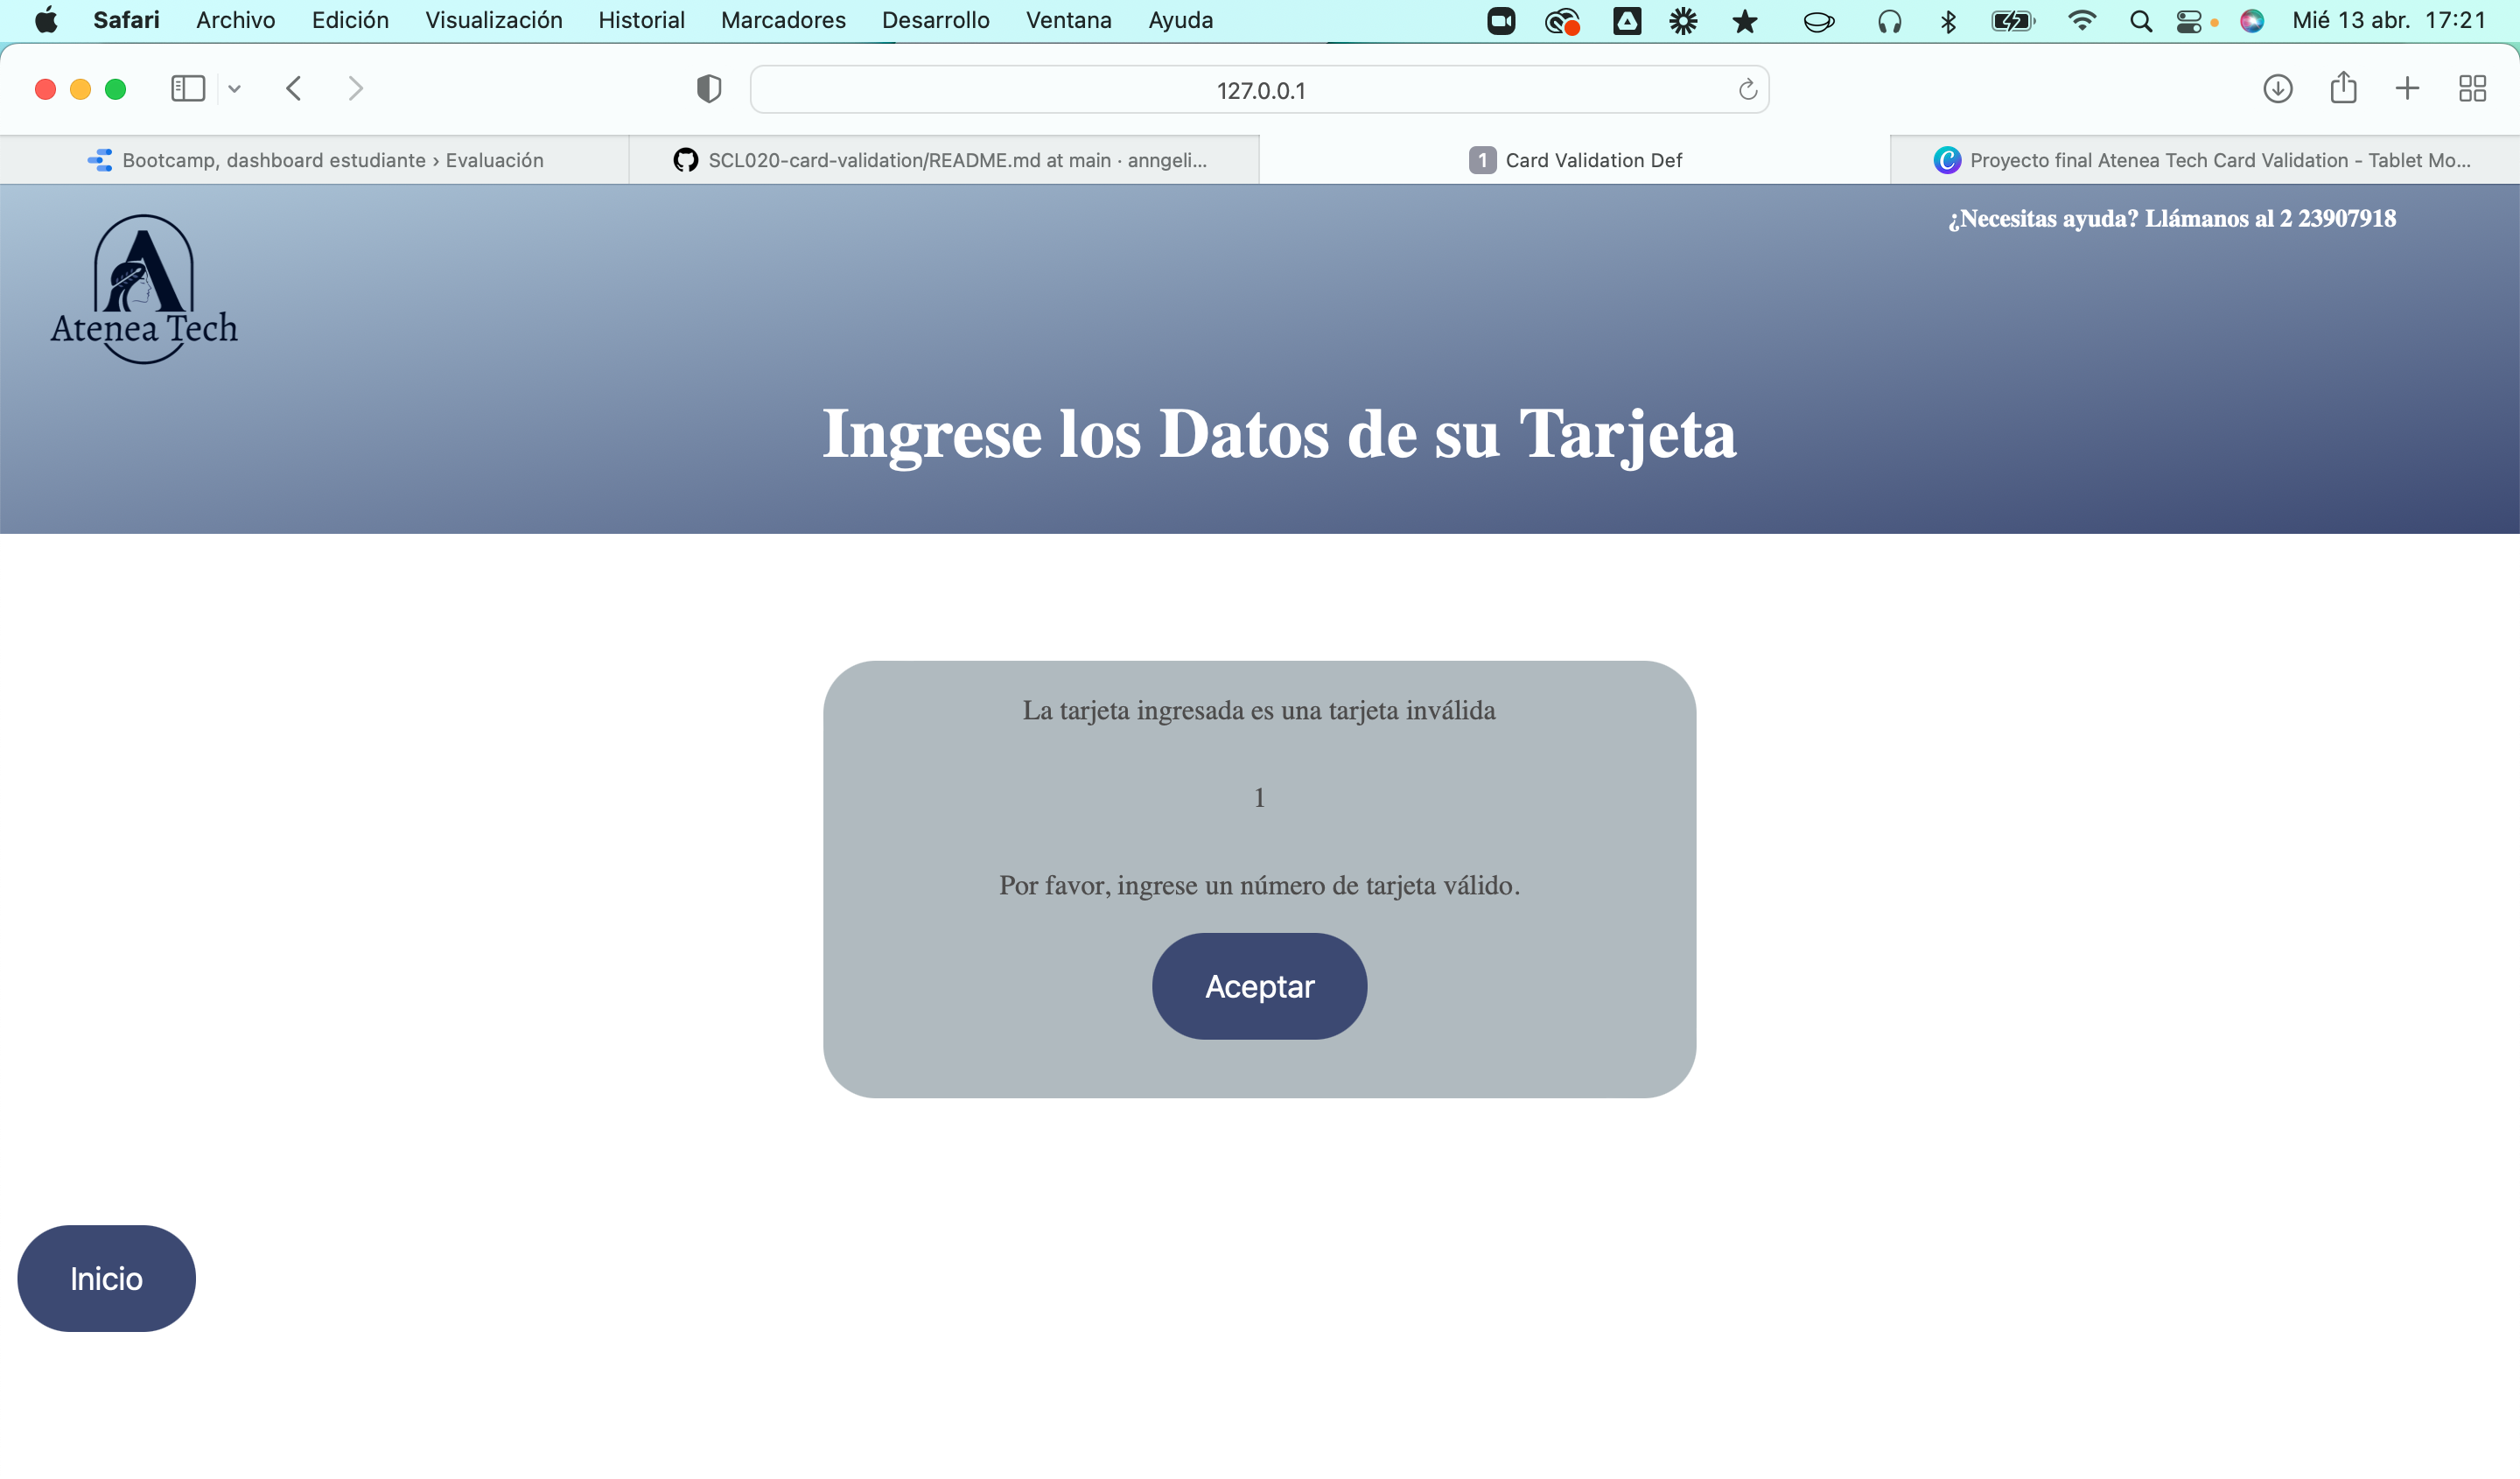 Safari Archivo Edición Visualización Historial Marcadores Desarrollo Ventana Ayuda Mié 13 abr. 17:21
127.0.0.1
Bootcamp, dashboard estudiante › Evaluación
SCL020-card-validation/README.md at main · anngeli...
1 Card Validation Def
Proyecto final Atenea Tech Card Validation - Tablet Mo...
¿Necesitas ayuda? Llámanos al 2 23907918
A
Atenea Tech
Ingrese los Datos de su Tarjeta
La tarjeta ingresada es una tarjeta inválida
1
Por favor, ingrese un número de tarjeta válido.
Aceptar
Inicio